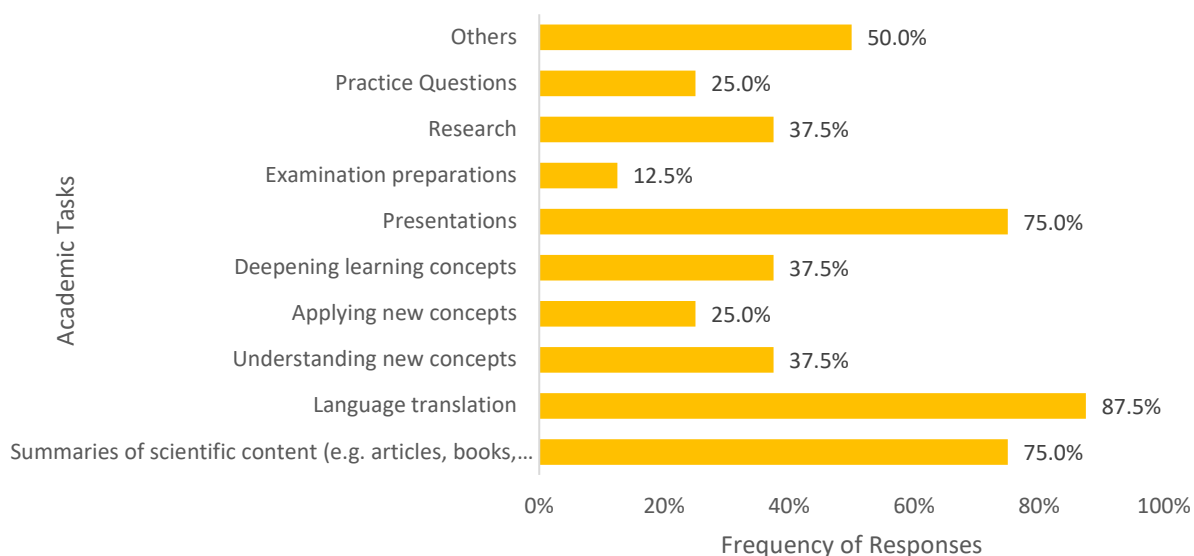 Others
50.0%
Practice Questions
25.0%
Research
37.5%
Examination preparations
12.5%
Presentations
75.0%
Deepening learning concepts
37.5%
Applying new concepts
25.0%
Understanding new concepts
37.5%
Language translation
87.5%
Summaries of scientific content (e.g. articles, books,...
75.0%
Academic Tasks
0% 20% 40% 60% 80% 100%
Frequency of Responses